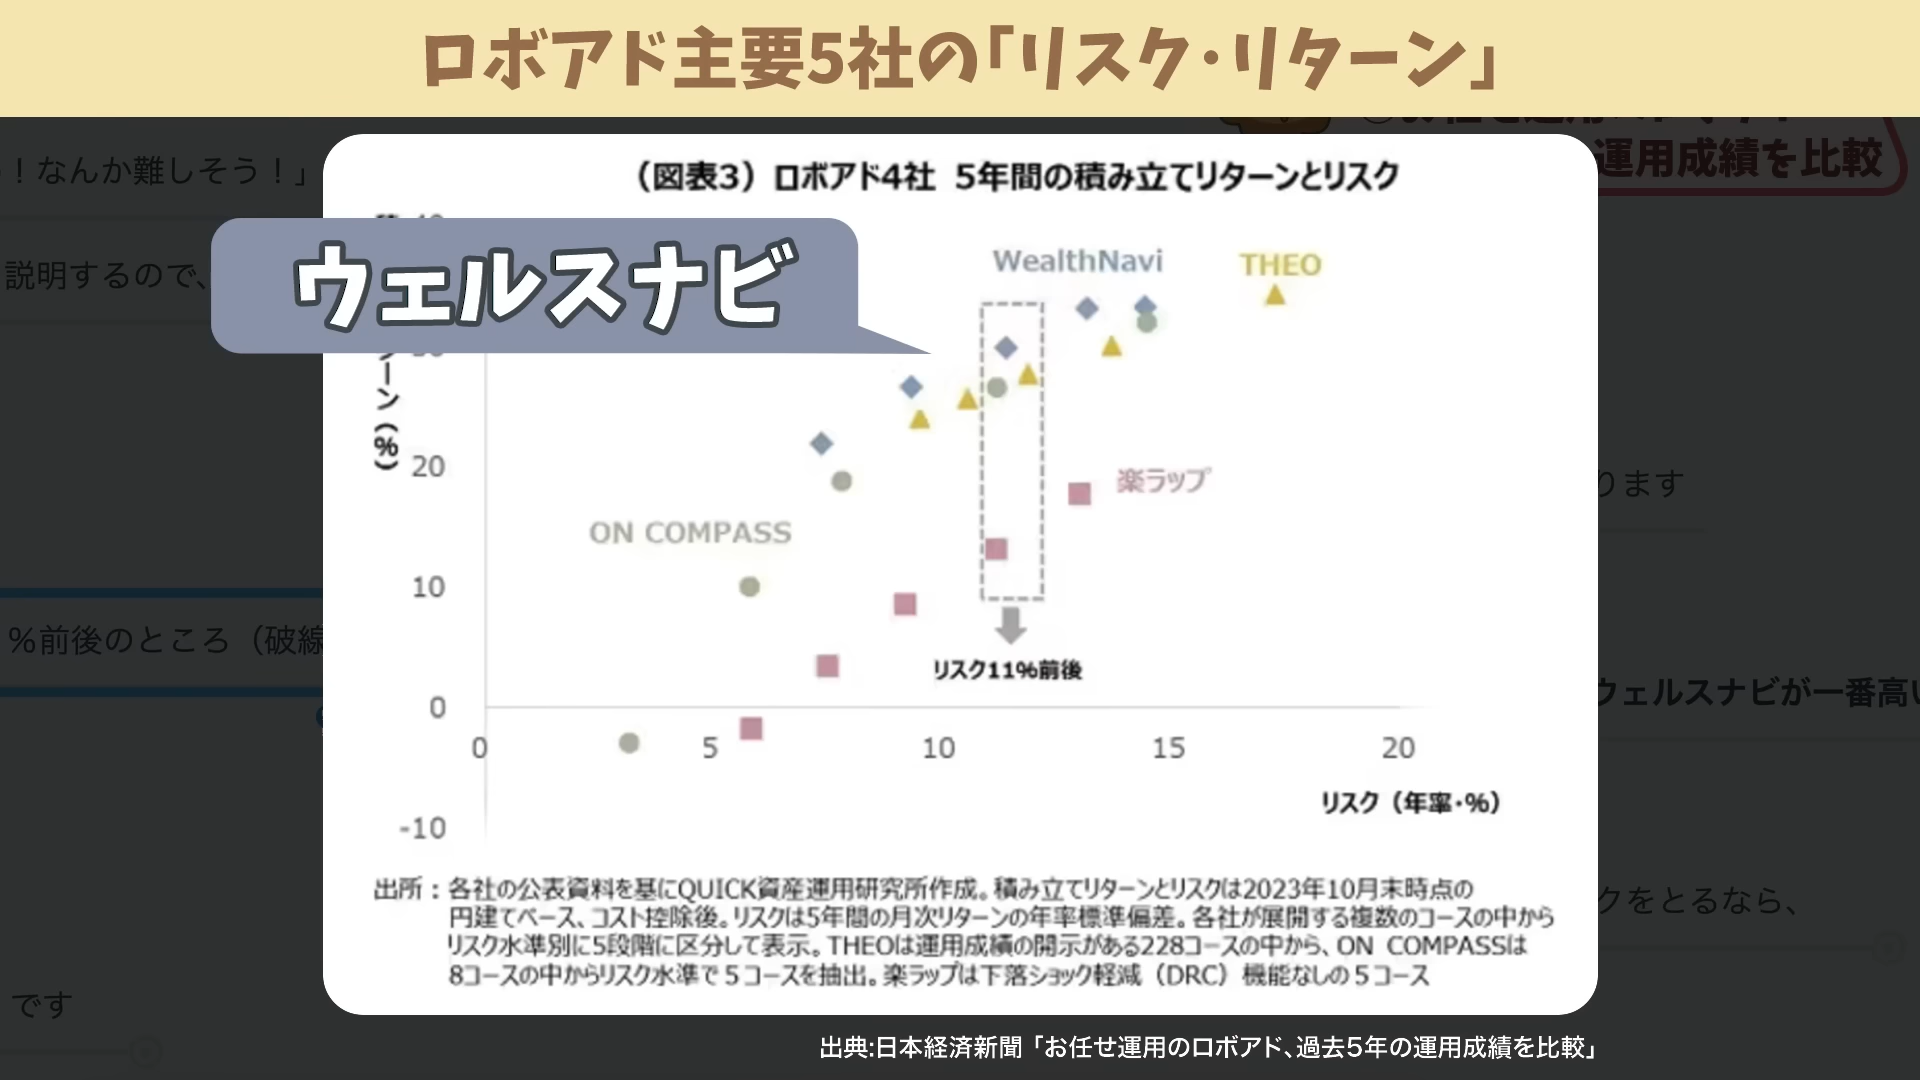 ロボアド主要5社の「リスク・リターン」
！なんか難しそう！」
運用成績を比較
（図表3）ロボアド4社 5年間の積み立てリターンとリスク
説明するので、
ウェルスナビ
WealthNavi
THEO
ーン（%）
20
楽ラップ
ります
ON COMPASS
10
%前後のところ（破線
リスク11%前後
ウェルスナビが一番高い
0
0 5 10 15 20
リスク（年率・%）
-10
出所：各社の公表資料を基にQUICK資産運用研究所作成。積み立てリターンとリスクは2023年10月末時点の
円建てベース、コスト控除後。リスクは5年間の月次リターンの年率標準偏差。各社が展開する複数のコースの中から
リスク水準別に5段階に区分して表示。THEOは運用成績の開示がある228コースの中から、ON COMPASSは
8コースの中からリスク水準で５コースを抽出。楽ラップは下落ショック軽減（DRC）機能なしの５コース
クをとるなら、
です
出典:日本経済新聞「お任せ運用のロボアド、過去5年の運用成績を比較」